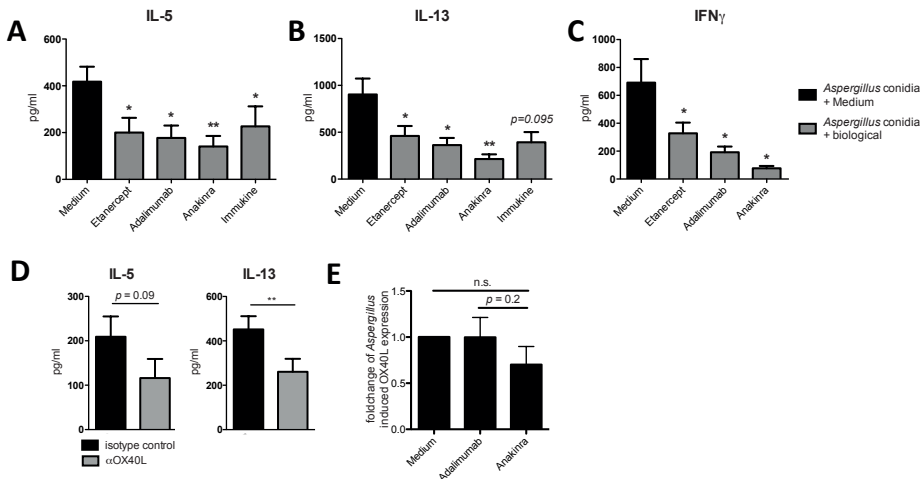 A
IL-5
pg/ml
600
400
200
0
*
*
**
*
Medium
Etanercept
Adalimumab
Anakinra
Immukine
B
IL-13
pg/ml
1300
900
600
300
0
*
*
**
p=0.095
Medium
Etanercept
Adalimumab
Anakinra
Immukine
C
IFNγ
pg/ml
1000
800
600
400
200
0
*
*
*
Medium
Etanercept
Adalimumab
Anakinra
Aspergillus conidia
+ Medium
Aspergillus conidia
+ biological
D
IL-5
p = 0.09
pg/ml
300
200
100
0
IL-13
**
pg/ml
600
400
200
0
isotype control
αOX40L
E
n.s.
p = 0.2
foldchange of Aspergillus
induced OX40L expression
1.5
1.0
0.5
0.0
Medium
Adalimumab
Anakinra